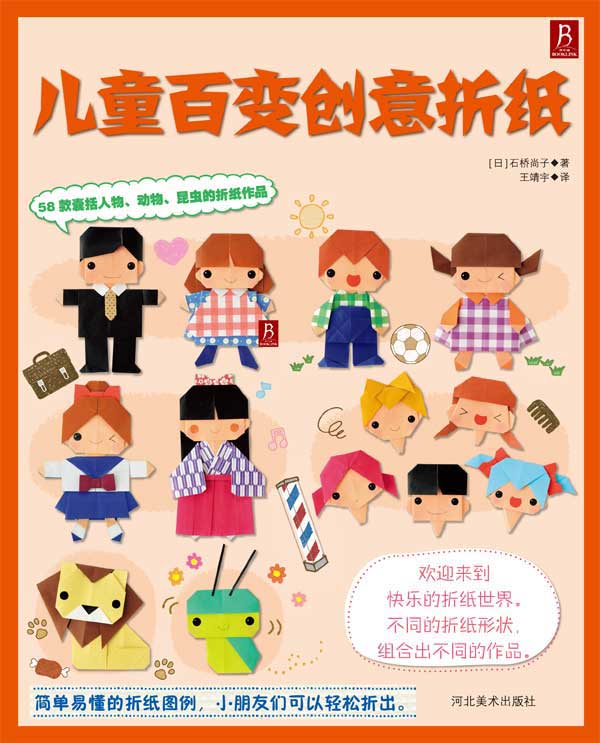 BOOKLINK
儿童百变创意折纸
[日]石桥尚子◆著
王靖宇◆译
58款囊括人物、动物、昆虫的折纸作品
欢迎来到
快乐的折纸世界。
不同的折纸形状，
组合出不同的作品。
简单易懂的折纸图例，小朋友们可以轻松折出。
河北美术出版社